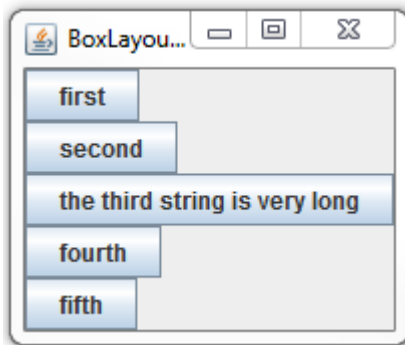 BoxLayou...
first
second
the third string is very long
fourth
fifth